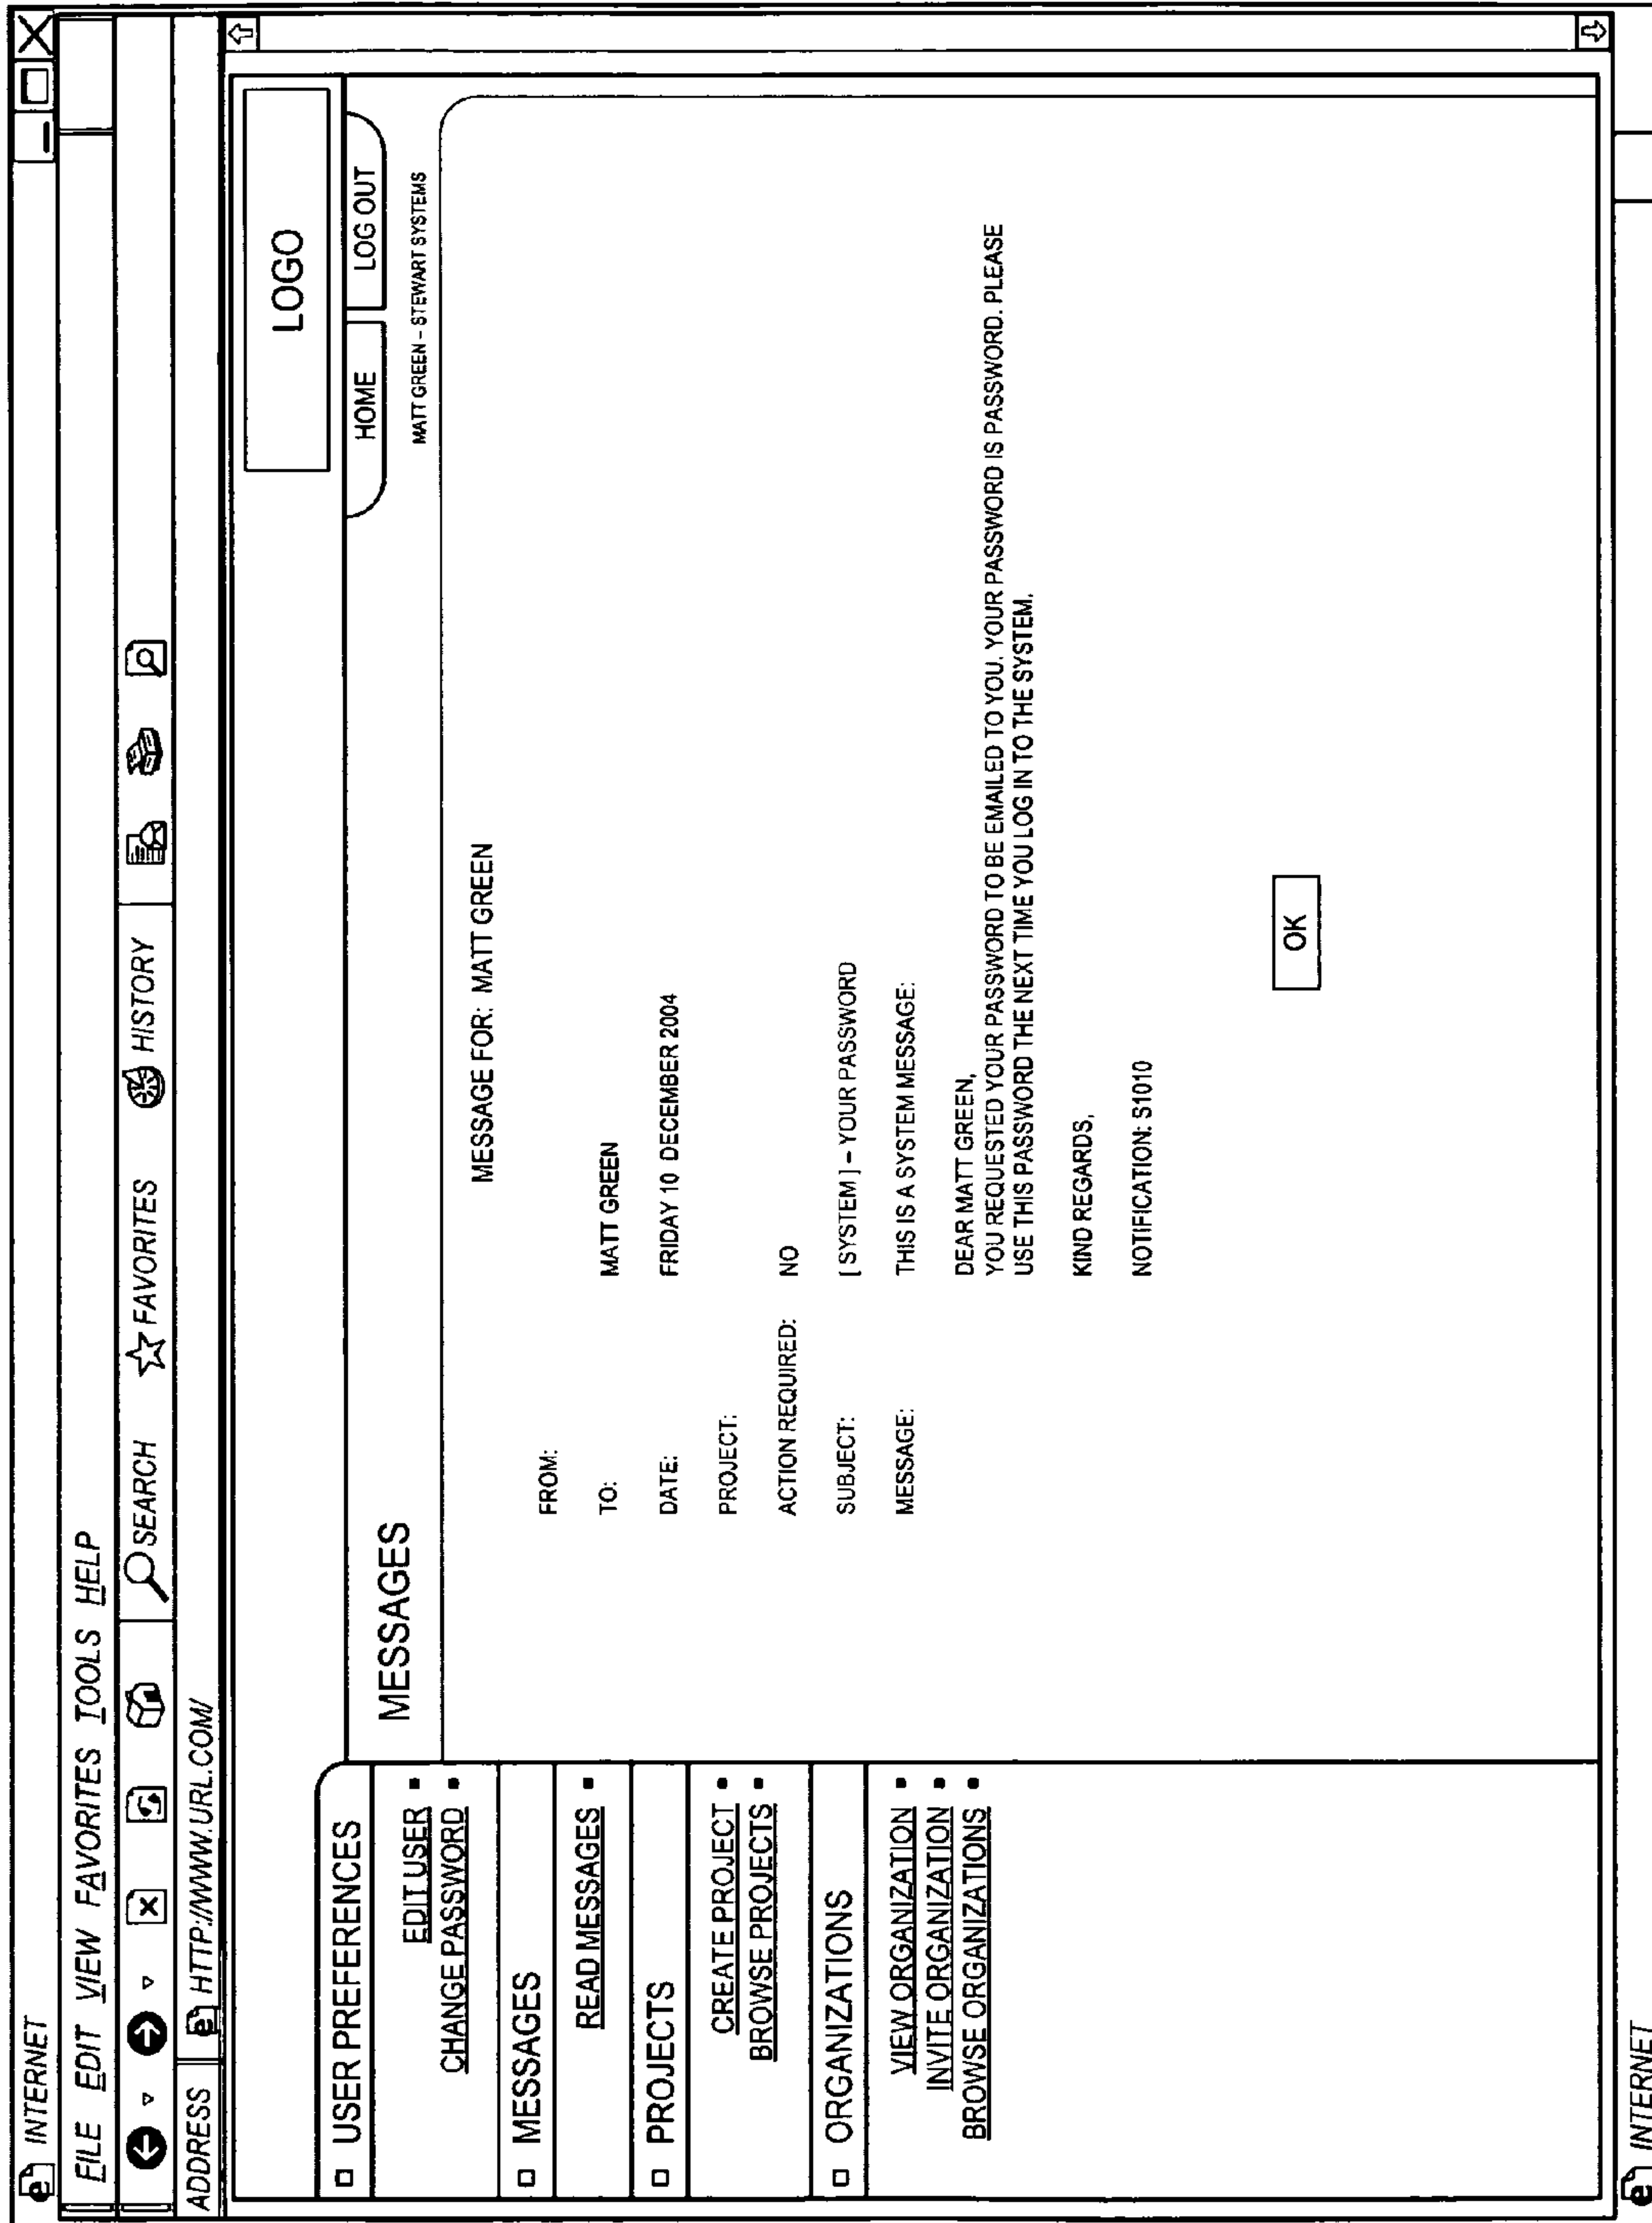 INTERNET
FILE EDIT VIEW FAVORITES TOOLS HELP
SEARCH FAVORITES HISTORY
ADDRESS HTTP://WWW.URL.COM/
LOGO
HOME LOG OUT
USER PREFERENCES
EDIT USER
CHANGE PASSWORD
MESSAGES
READ MESSAGES
PROJECTS
CREATE PROJECT
BROWSE PROJECTS
ORGANIZATIONS
VIEW ORGANIZATION
INVITE ORGANIZATION
BROWSE ORGANIZATIONS
MESSAGES
MATT GREEN - STEWART SYSTEMS
MESSAGE FOR: MATT GREEN
FROM:
TO: MATT GREEN
DATE: FRIDAY 10 DECEMBER 2004
PROJECT:
ACTION REQUIRED: NO
SUBJECT: [ SYSTEM ] – YOUR PASSWORD
MESSAGE: THIS IS A SYSTEM MESSAGE:
DEAR MATT GREEN,
YOU REQUESTED YOUR PASSWORD TO BE EMAILED TO YOU. YOUR PASSWORD IS PASSWORD. PLEASE
USE THIS PASSWORD THE NEXT TIME YOU LOG IN TO THE SYSTEM.
KIND REGARDS,
NOTIFICATION: S1010
OK
INTERNET